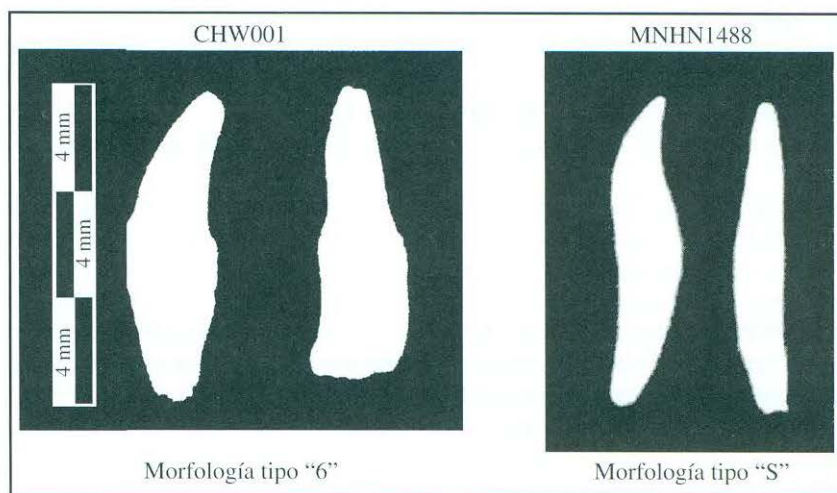 CHW001
MNHN1488
4 mm
4 mm
4 mm
Morfología tipo “6”
Morfología tipo “S”